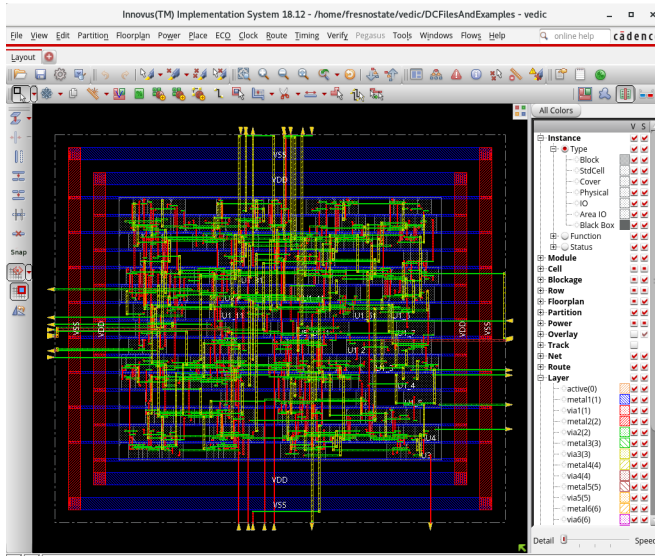 Innovus(TM) Implementation System 18.12 - /home/fresnostate/vedic/DCFilesAndExamples - vedic
File View Edit Partition Floorplan Power Place ECO Clock Route Timing Verify Pegasus Tools Windows Flows Help
online help cādence
Layout
All Colors
V S
Instance
Type
Block
StdCell
Cover
Physical
IO
Area IO
Black Box
Function
Status
Module
Cell
Blockage
Row
Floorplan
Partition
Power
Overlay
Track
Net
Route
Layer
active(0)
metal1(1)
via1(1)
metal2(2)
via2(2)
metal3(3)
via3(3)
metal4(4)
via4(4)
metal5(5)
via5(5)
metal6(6)
via6(6)
Detail
Speed
Snap
VSS
VDD
VSS
VDD
VDD
VSS
U1_11
U1_2
U1_4
U4
VDD
VSS